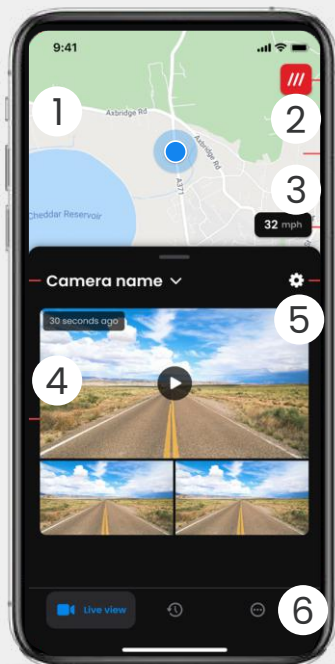 9:41
1
Axbridge Rd
2
Axbridge Rd
3
A371
Cheddar Reservoir
32 mph
Camera name
5
30 seconds ago
4
Live view
6